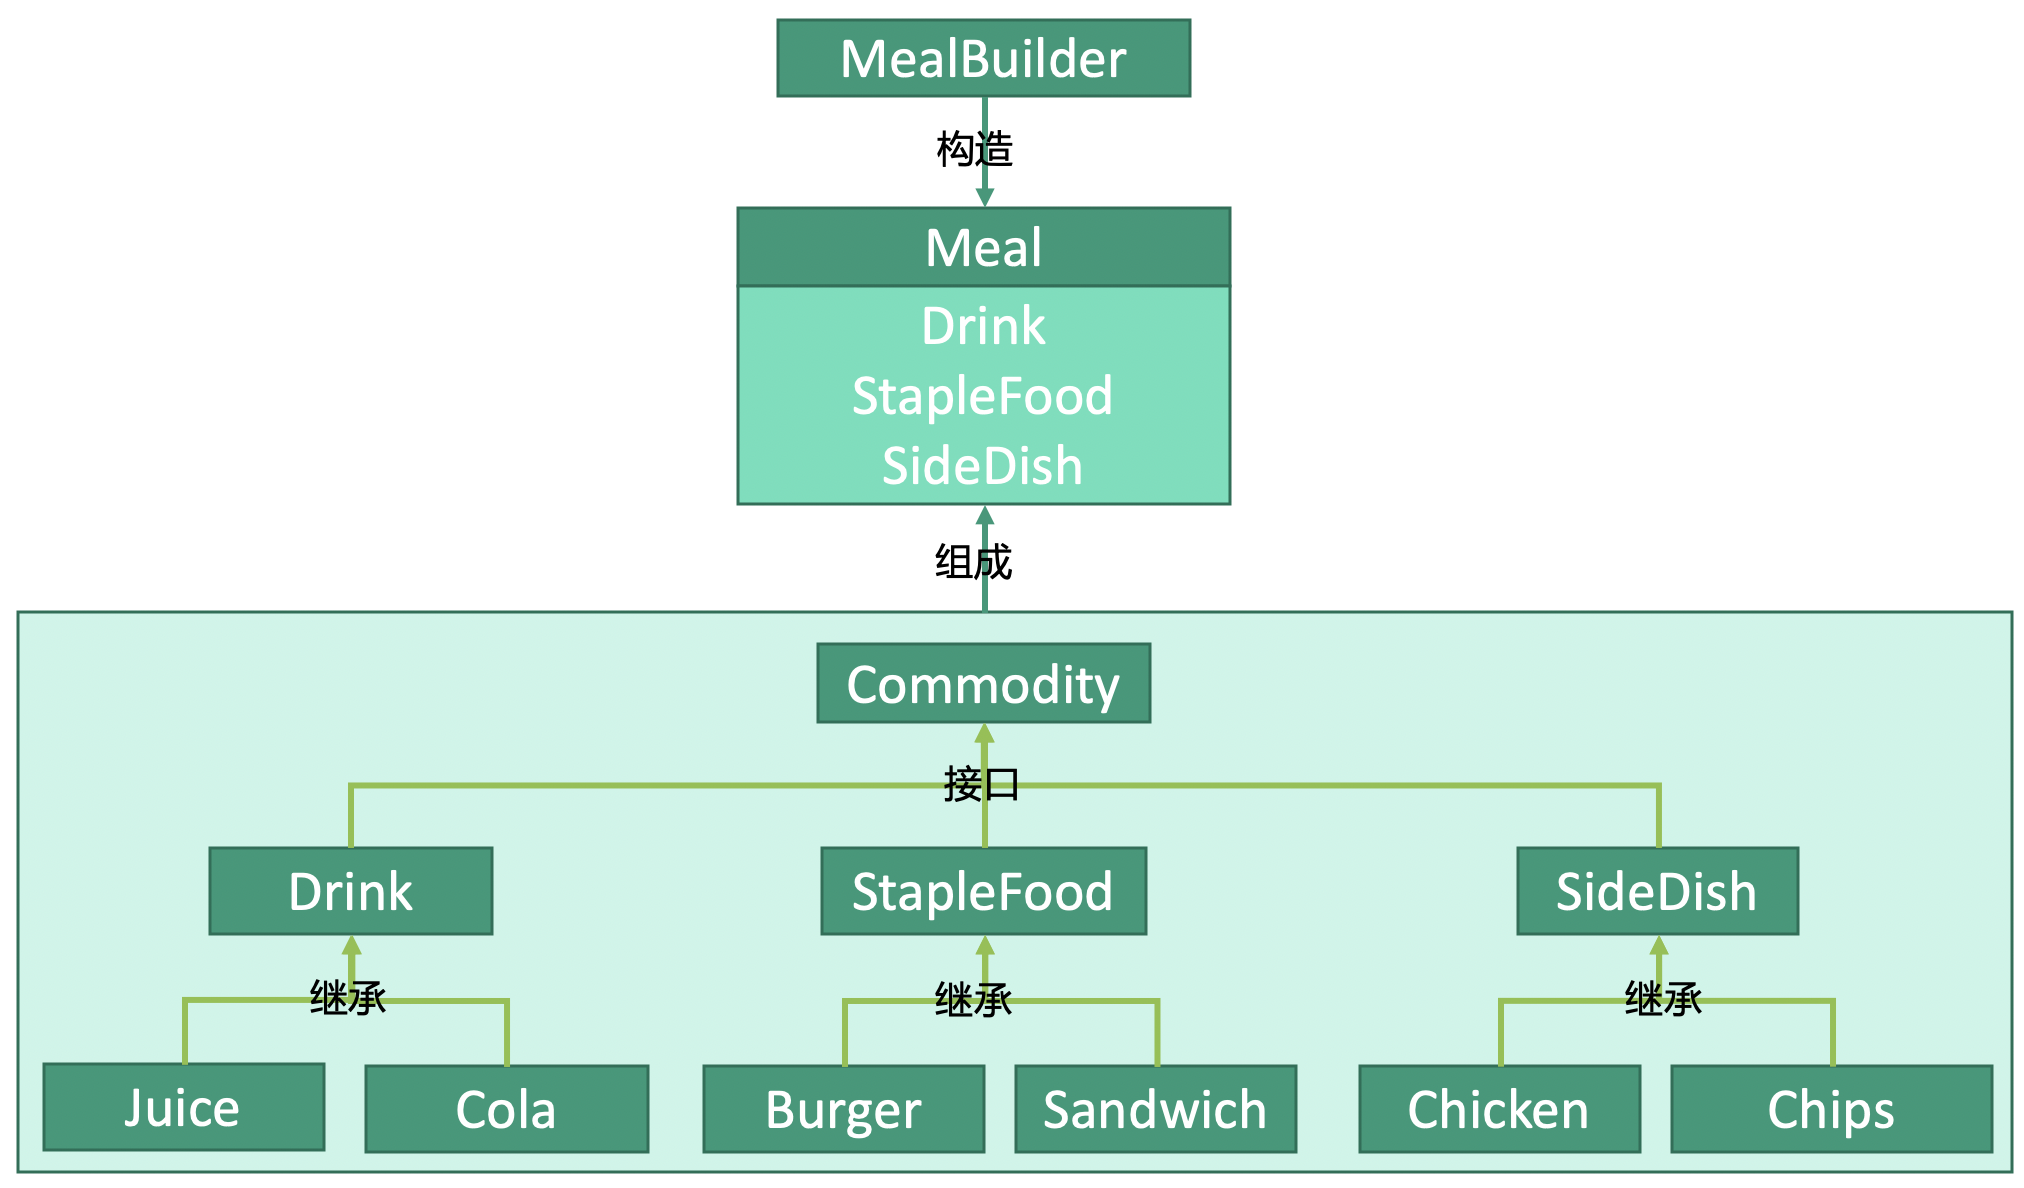 MealBuilder
构造
Meal
Drink
StapleFood
SideDish
组成
Commodity
接口
Drink
StapleFood
SideDish
继承
继承
继承
Juice
Cola
Burger
Sandwich
Chicken
Chips